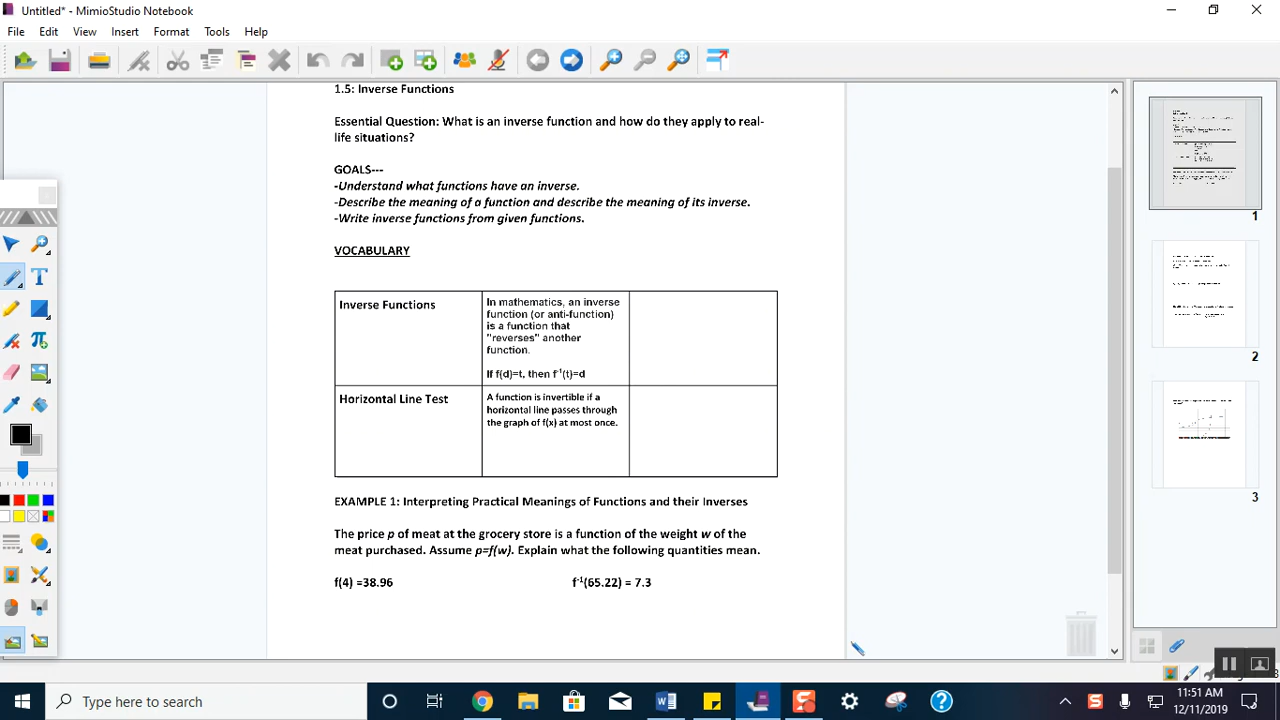 Untitled* - MimioStudio Notebook
File Edit View Insert Format Tools Help
1.5: Inverse Functions
Essential Question: What is an inverse function and how do they apply to real-
life situations?
GOALS---
-Understand what functions have an inverse.
-Describe the meaning of a function and describe the meaning of its inverse.
-Write inverse functions from given functions.
VOCABULARY
Inverse Functions
In mathematics, an inverse
function (or anti-function)
is a function that
"reverses" another
function.
If f(d)=t, then f⁻¹(t)=d
Horizontal Line Test
A function is invertible if a
horizontal line passes through
the graph of f(x) at most once.
EXAMPLE 1: Interpreting Practical Meanings of Functions and their Inverses
The price p of meat at the grocery store is a function of the weight w of the
meat purchased. Assume p=f(w). Explain what the following quantities mean.
f(4) =38.96
f⁻¹(65.22) = 7.3
1
2
3
Type here to search
11:51 AM
12/11/2019